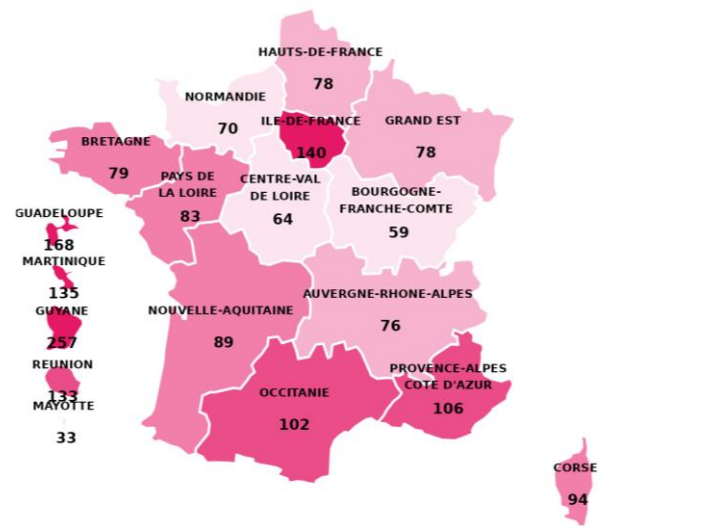 HAUTS-DE-FRANCE
78
NORMANDIE
70
ILE-DE-FRANCE
140
GRAND EST
78
BRETAGNE
79
PAYS DE
LA LOIRE
83
CENTRE-VAL
DE LOIRE
64
BOURGOGNE-
FRANCHE-COMTE
59
GUADELOUPE
168
MARTINIQUE
135
GUYANE
257
REUNION
133
MAYOTTE
33
NOUVELLE-AQUITAINE
89
AUVERGNE-RHONE-ALPES
76
OCCITANIE
102
PROVENCE-ALPES
COTE D'AZUR
106
CORSE
94